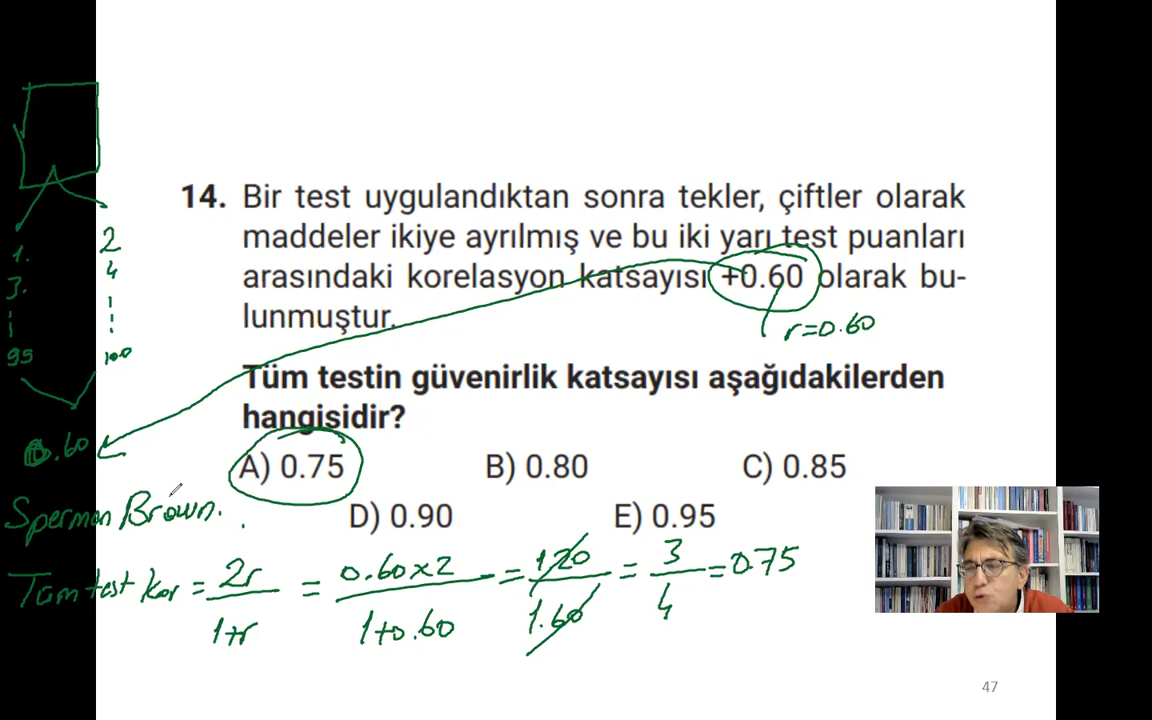 14. Bir test uygulandıktan sonra tekler, çiftler olarak
maddeler ikiye ayrılmış ve bu iki yarı test puanları
arasındaki korelasyon katsayısı +0.60 olarak bu-
lunmuştur.
r=0.60
Tüm testin güvenirlik katsayısı aşağıdakilerden
hangisidir?
A) 0.75 B) 0.80 C) 0.85
D) 0.90 E) 0.95
1. 2
3. 4
99 100
0.60
Sperman Brown.
Tüm test kor = 2r / 1+r = 0.60x2 / 1+0.60 = 1.20 / 1.60 = 3 / 4 = 0.75
47